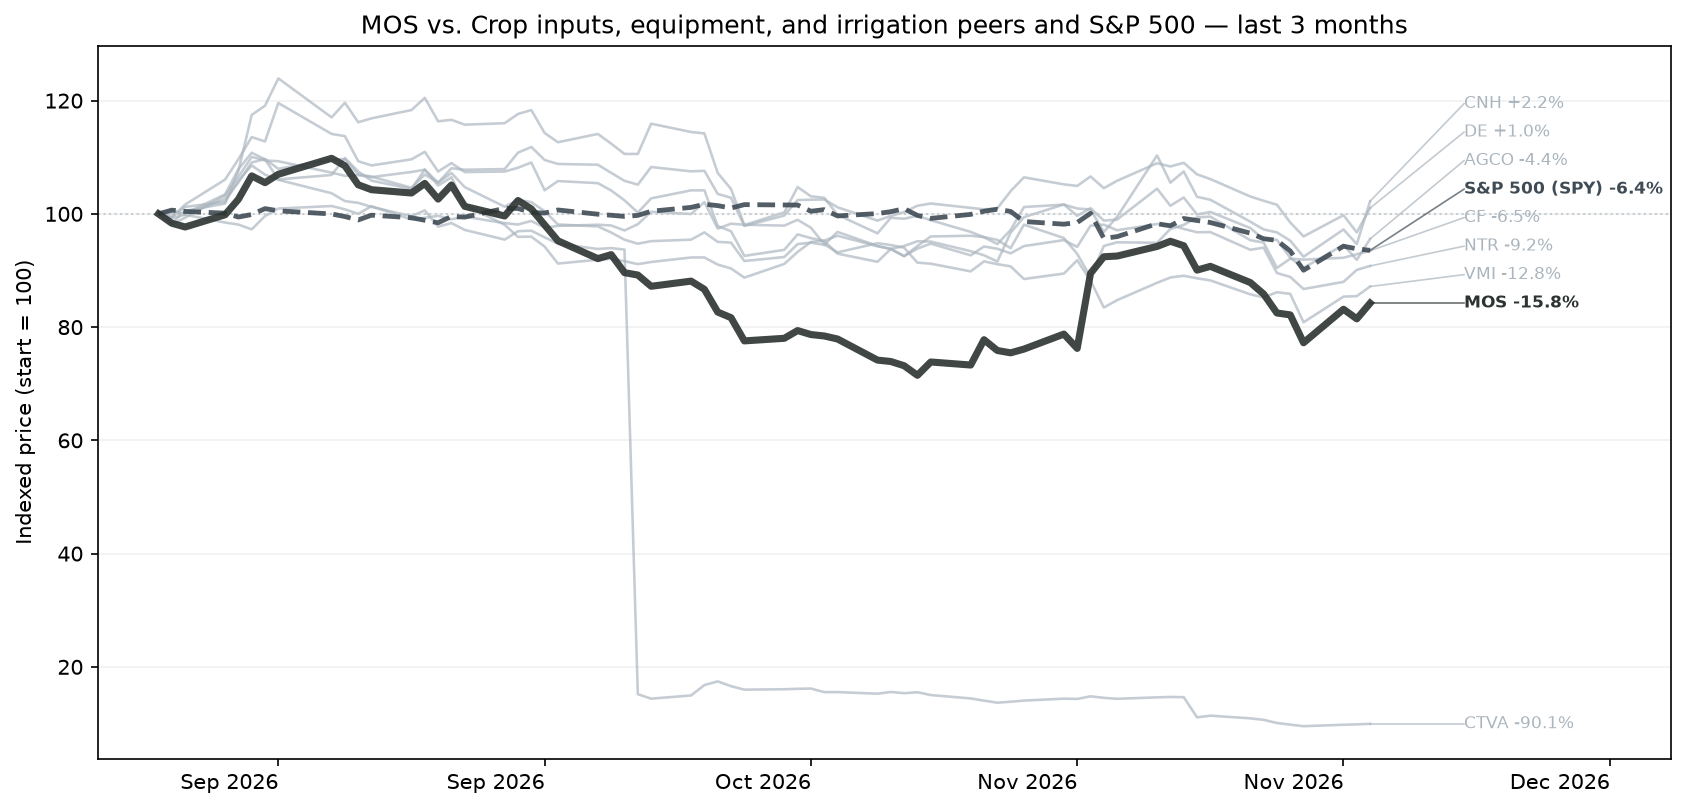 MOS vs. Crop inputs, equipment, and irrigation peers and S&P 500 — last 3 months
Indexed price (start = 100)
120
100
80
60
40
20
CNH +2.2%
DE +1.0%
AGCO -4.4%
S&P 500 (SPY) -6.4%
CF -6.5%
NTR -9.2%
VMI -12.8%
MOS -15.8%
CTVA -90.1%
Sep 2026
Sep 2026
Oct 2026
Nov 2026
Nov 2026
Dec 2026